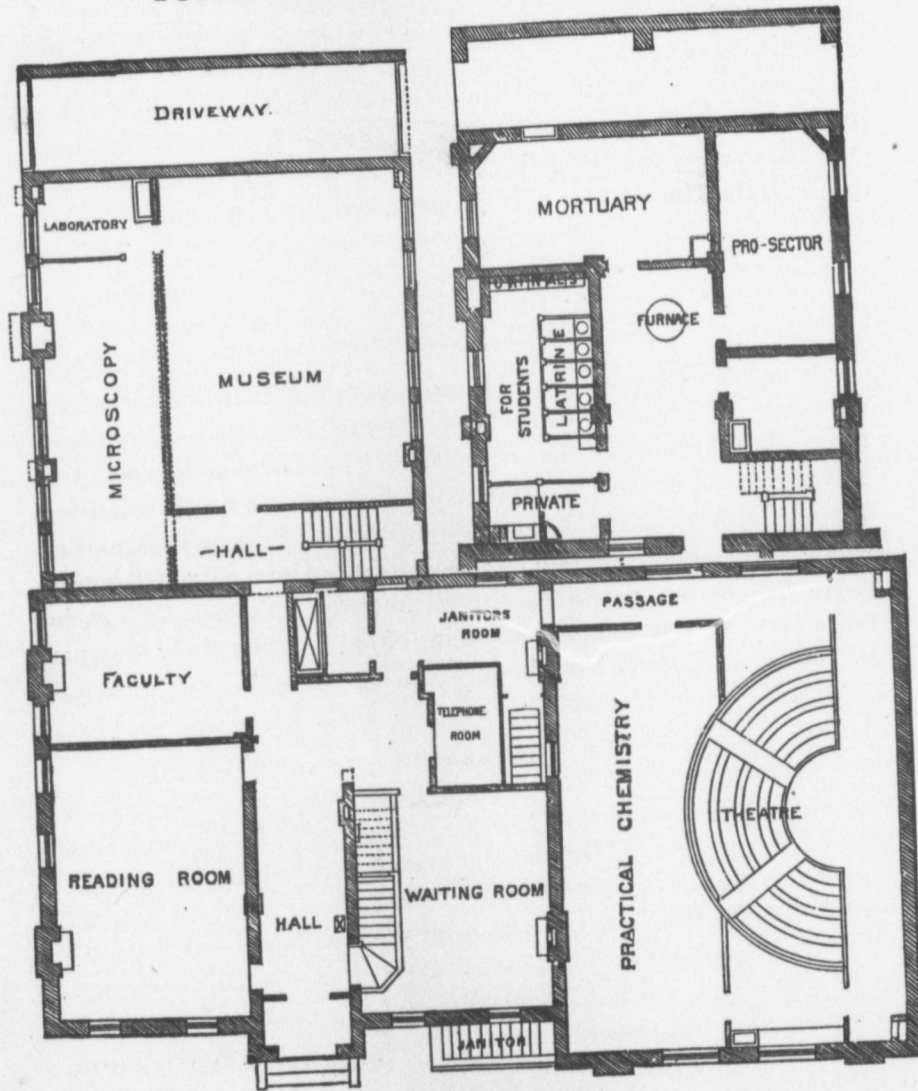 DRIVEWAY.
LABORATORY
MICROSCOPY
MUSEUM
-HALL-
MORTUARY
PRO-SECTOR
URINALS
FURNACE
FOR
STUDENTS
LATRINE
PRIVATE
FACULTY
JANITORS
ROOM
TELEPHONE
ROOM
READING ROOM
HALL
WAITING ROOM
JANITOR
PASSAGE
PRACTICAL CHEMISTRY
THEATRE